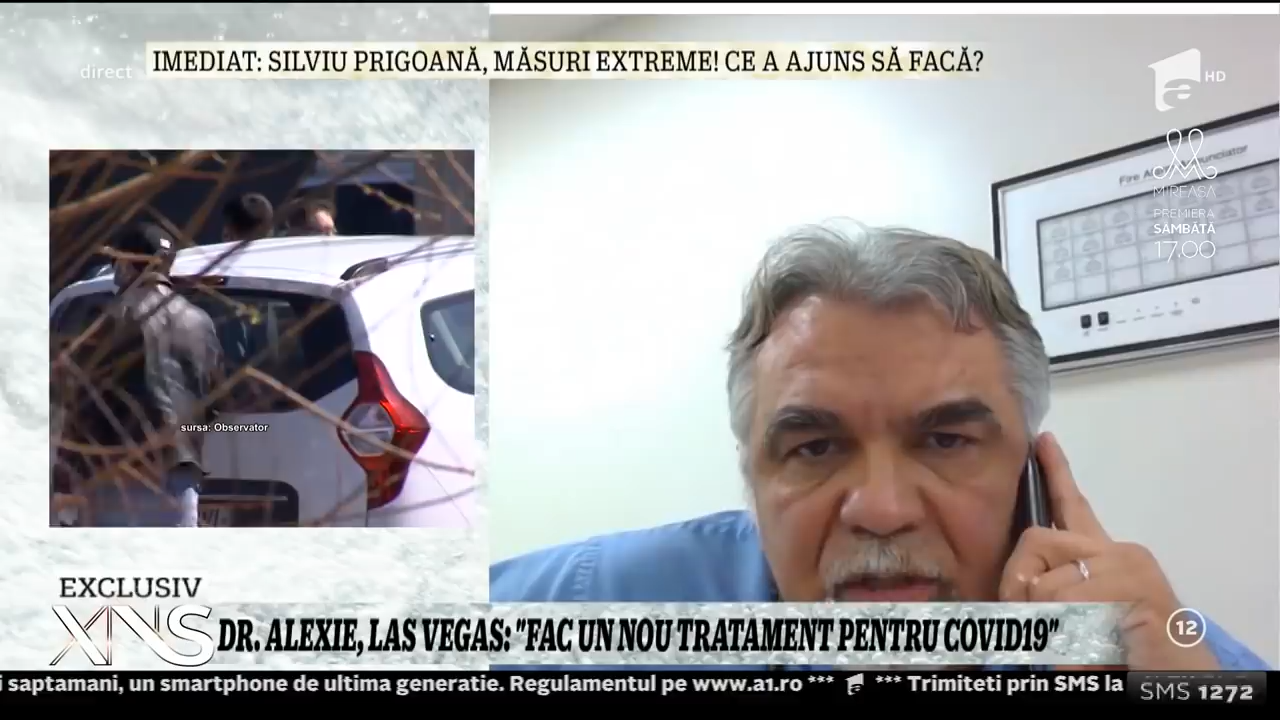 direct
IMEDIAT: SILVIU PRIGOANĂ, MĂSURI EXTREME! CE A AJUNS SĂ FACĂ?
HD
Fire
MIREASA
PREMIERA
SÂMBĂTĂ
17.00
sursa: Observator
EXCLUSIV
XNS
DR. ALEXIE, LAS VEGAS: "FAC UN NOU TRATAMENT PENTRU COVID19"
12
saptamani, un smartphone de ultima generatie. Regulamentul pe www.a1.ro *** *** Trimiteti prin SMS la
SMS 1272